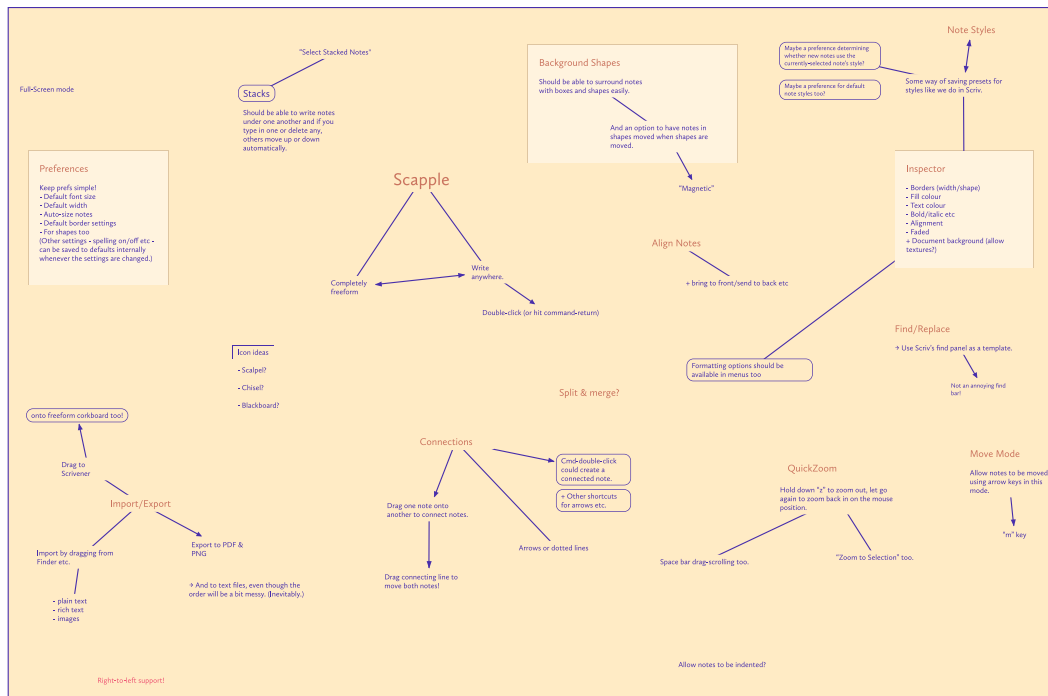 Note Styles
"Select Stacked Notes"
Maybe a preference determining
whether new notes use the
currently-selected note's style?
Background Shapes
Full-Screen mode
Stacks
Should be able to surround notes
with boxes and shapes easily.
Maybe a preference for default
note styles too?
Some way of saving presets for
styles like we do in Scriv.
Should be able to write notes
under one another and if you
type in one or delete any,
others move up or down
automatically.
And an option to have notes in
shapes moved when shapes are
moved.
Preferences
Keep prefs simple!
- Default font size
- Default width
- Auto-size notes
- Default border settings
- For shapes too
(Other settings - spelling on/off etc -
can be saved to defaults internally
whenever the settings are changed.)
Scapple
"Magnetic"
Inspector
- Borders (width/shape)
- Fill colour
- Text colour
- Bold/italic etc
- Alignment
- Faded
+ Document background (allow
textures?)
Align Notes
Completely
freeform
Write
anywhere.
+ bring to front/send to back etc
Double-click (or hit command-return)
Find/Replace
→ Use Scriv's find panel as a template.
Icon ideas
- Scalpel?
- Chisel?
- Blackboard?
Formatting options should be
available in menus too
Not an annoying find
bar!
Split & merge?
onto freeform corkboard too!
Connections
Drag to
Scrivener
Cmd-double-click
could create a
connected note.
+ Other shortcuts
for arrows etc.
QuickZoom
Hold down "z" to zoom out, let go
again to zoom back in on the mouse
position.
Move Mode
Allow notes to be moved
using arrow keys in this
mode.
Import/Export
Drag one note onto
another to connect notes.
"m" key
Import by dragging from
Finder etc.
Export to PDF &
PNG
Arrows or dotted lines
Space bar drag-scrolling too.
"Zoom to Selection" too.
Drag connecting line to
move both notes!
→ And to text files, even though the
order will be a bit messy. (Inevitably.)
- plain text
- rich text
- images
Allow notes to be indented?
Right-to-left support!